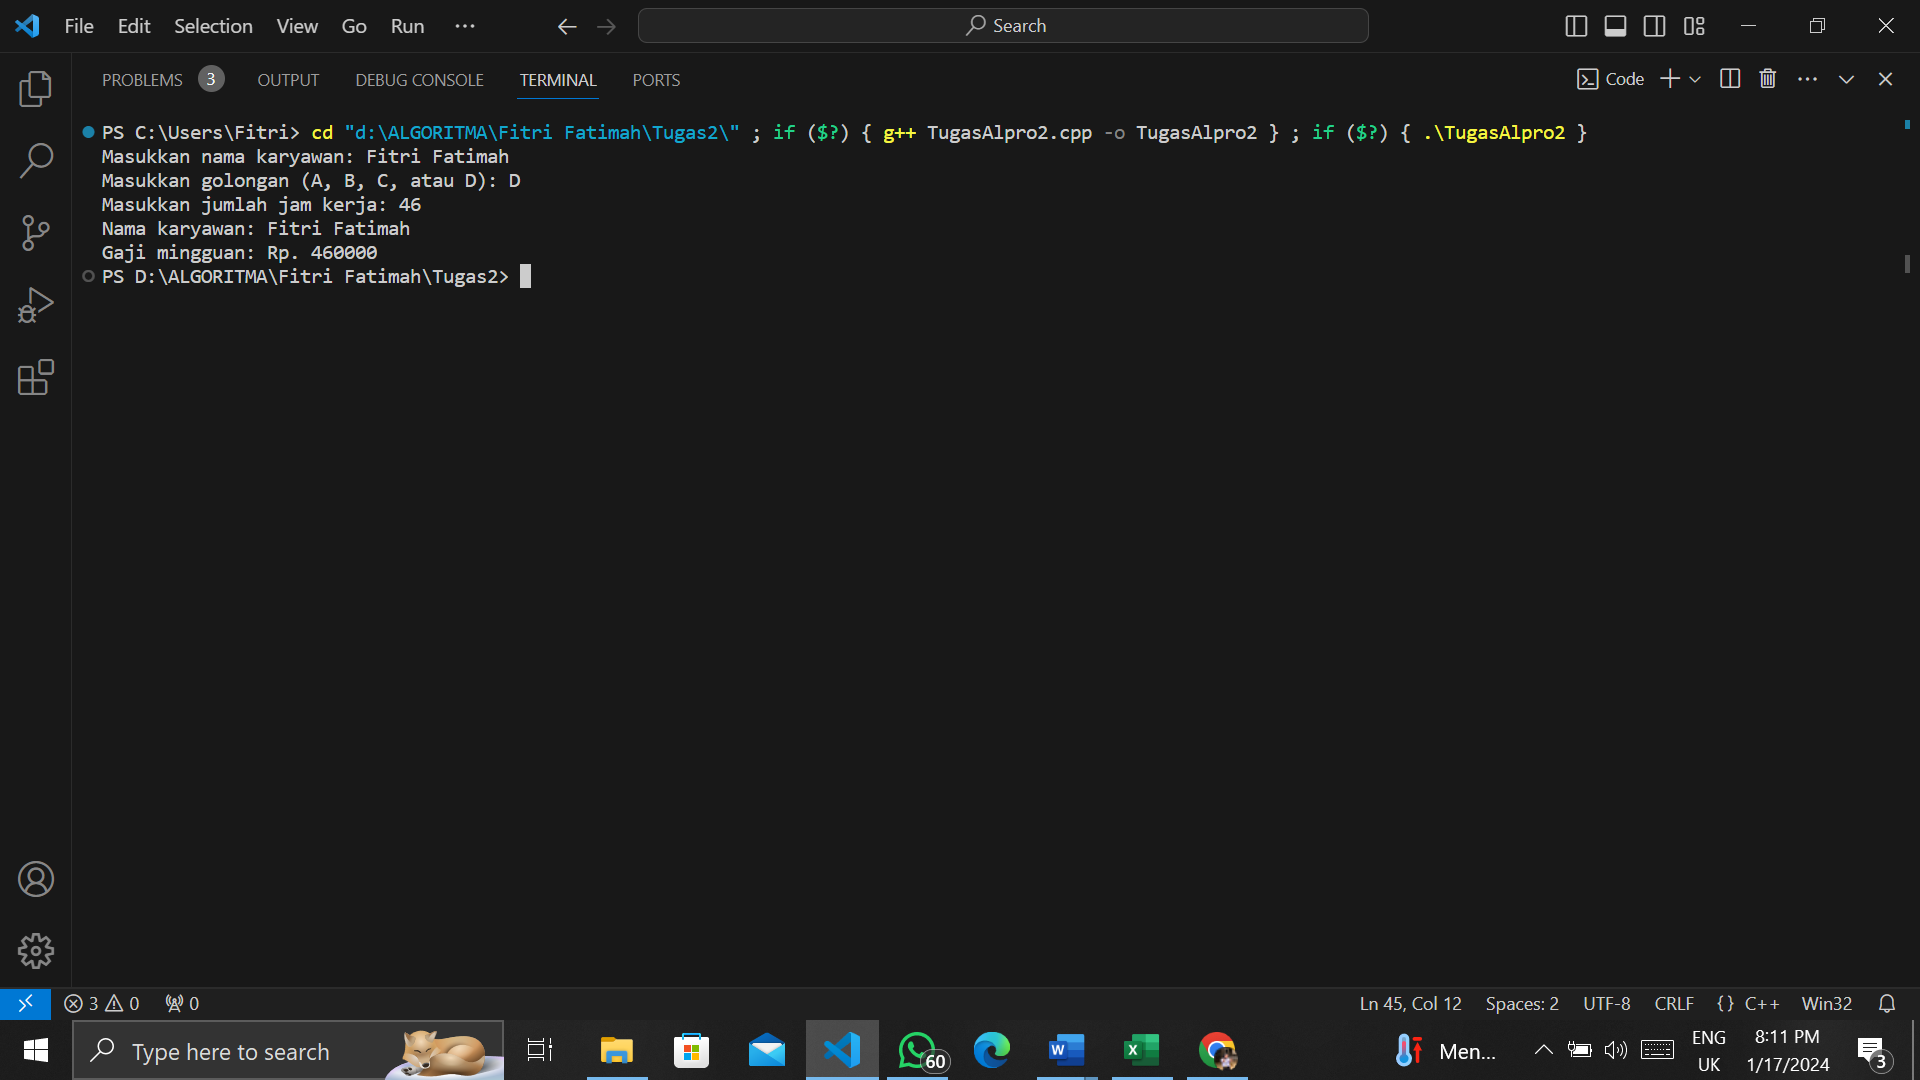 File Edit Selection View Go Run ···
Search
PROBLEMS 3 OUTPUT DEBUG CONSOLE TERMINAL PORTS
Code
PS C:\Users\Fitri> cd "d:\ALGORITMA\Fitri Fatimah\Tugas2\" ; if ($?) { g++ TugasAlpro2.cpp -o TugasAlpro2 } ; if ($?) { .\TugasAlpro2 }
Masukkan nama karyawan: Fitri Fatimah
Masukkan golongan (A, B, C, atau D): D
Masukkan jumlah jam kerja: 46
Nama karyawan: Fitri Fatimah
Gaji mingguan: Rp. 460000
PS D:\ALGORITMA\Fitri Fatimah\Tugas2>
3 0 0
Ln 45, Col 12 Spaces: 2 UTF-8 CRLF {} C++ Win32
Type here to search
60
W
X
Men...
ENG
UK
8:11 PM
1/17/2024
3